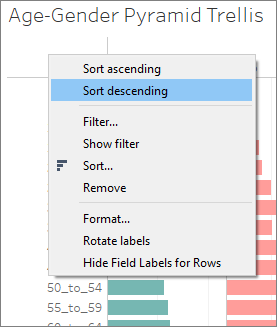 Age-Gender Pyramid Trellis
Sort ascending
Sort descending
Filter...
Show filter
Sort...
Remove
Format...
Rotate labels
Hide Field Labels for Rows
50_to_54
55_to_59
60_to_64